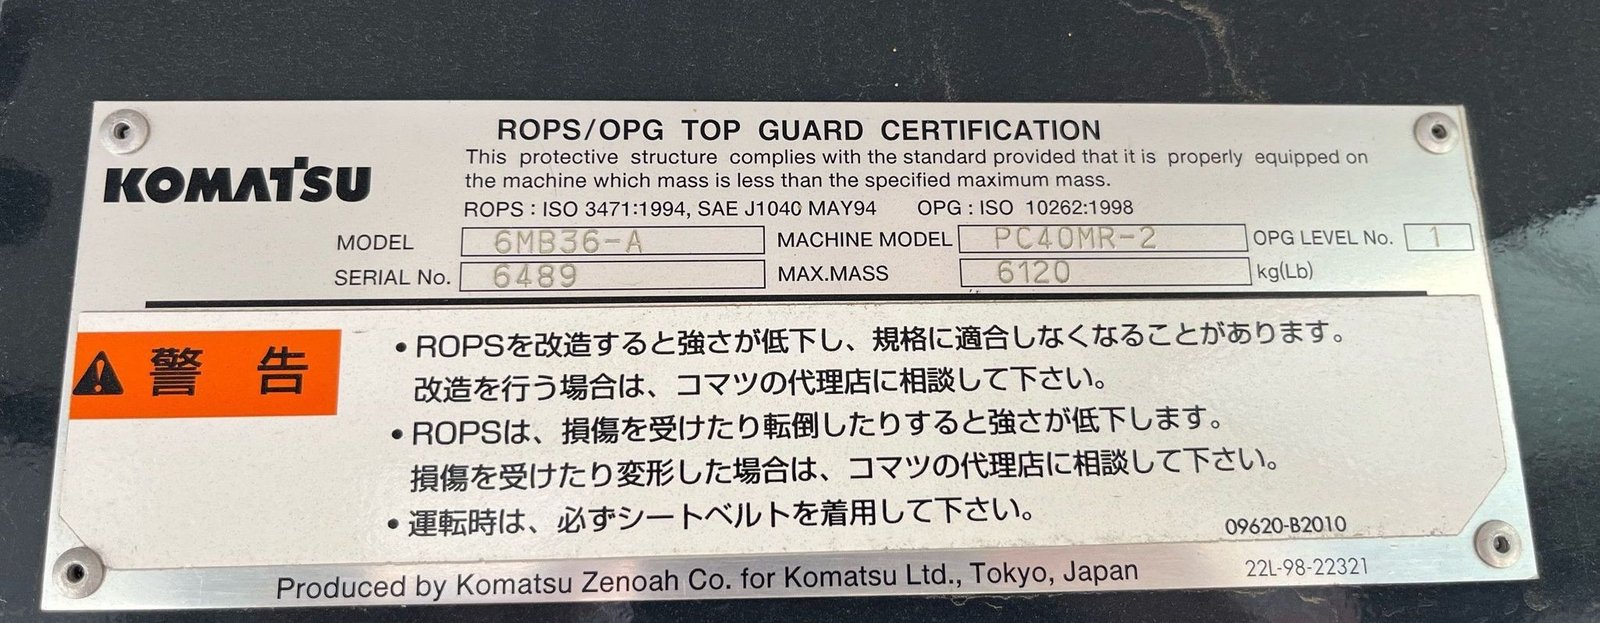 ROPS/OPG TOP GUARD CERTIFICATION
KOMATSU
This protective structure complies with the standard provided that it is properly equipped on
the machine which mass is less than the specified maximum mass.
ROPS : ISO 3471:1994, SAE J1040 MAY94 OPG : ISO 10262:1998
MODEL 6MB36-A MACHINE MODEL PC40MR-2 OPG LEVEL No. 1
SERIAL No. 6489 MAX.MASS 6120 kg(Lb)
警告
•ROPSを改造すると強さが低下し、規格に適合しなくなることがあります。
改造を行う場合は、コマツの代理店に相談して下さい。
•ROPSは、損傷を受けたり転倒したりすると強さが低下します。
損傷を受けたり変形した場合は、コマツの代理店に相談して下さい。
•運転時は、必ずシートベルトを着用して下さい。
09620-B2010
Produced by Komatsu Zenoah Co. for Komatsu Ltd., Tokyo, Japan
22L-98-22321